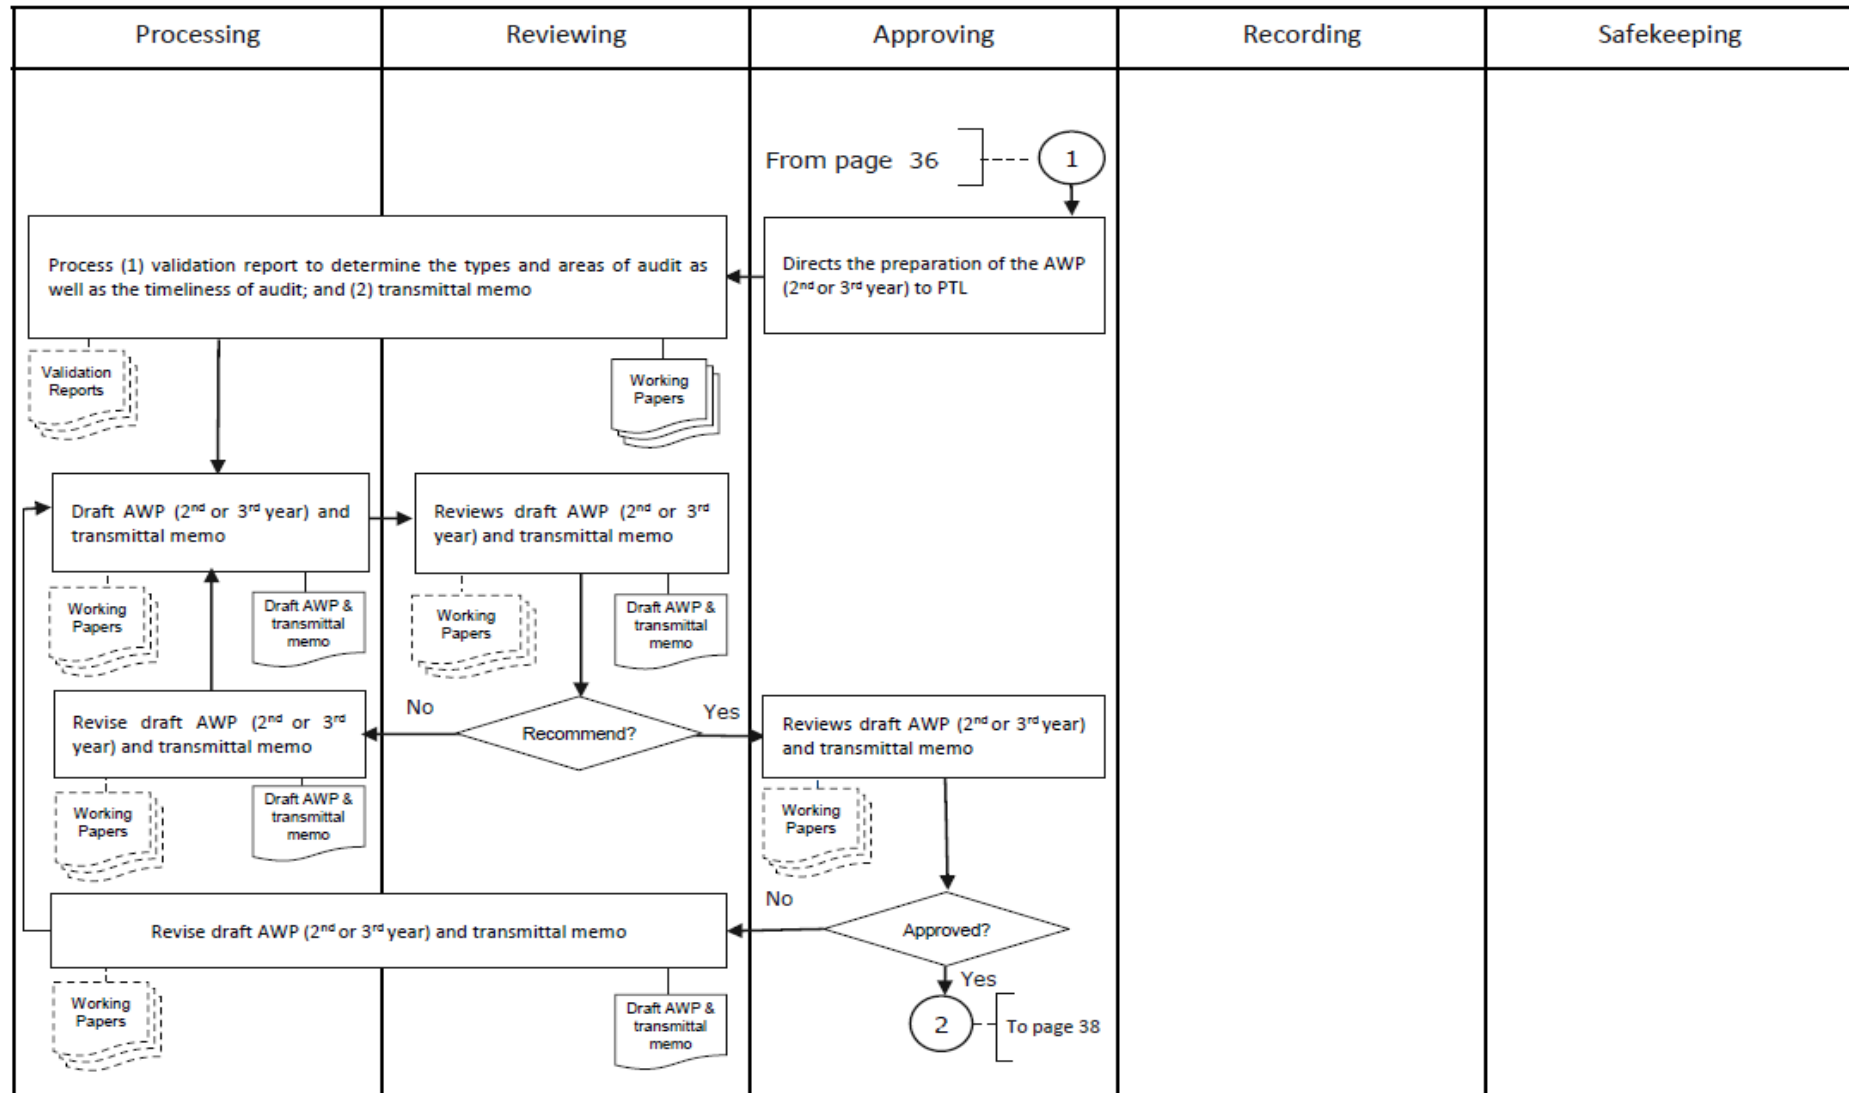 Processing
Reviewing
Approving
Recording
Safekeeping
From page 36
1
Process (1) validation report to determine the types and areas of audit as
well as the timeliness of audit; and (2) transmittal memo
Directs the preparation of the AWP
(2nd or 3rd year) to PTL
Validation
Reports
Working
Papers
Draft AWP (2nd or 3rd year) and
transmittal memo
Reviews draft AWP (2nd or 3rd
year) and transmittal memo
Working
Papers
Draft AWP &
transmittal
memo
Working
Papers
Draft AWP &
transmittal
memo
Revise draft AWP (2nd or 3rd
year) and transmittal memo
No
Recommend?
Yes
Reviews draft AWP (2nd or 3rd year)
and transmittal memo
Working
Papers
Draft AWP &
transmittal
memo
Working
Papers
Revise draft AWP (2nd or 3rd year) and transmittal memo
No
Approved?
Yes
Working
Papers
Draft AWP &
transmittal
memo
2
To page 38